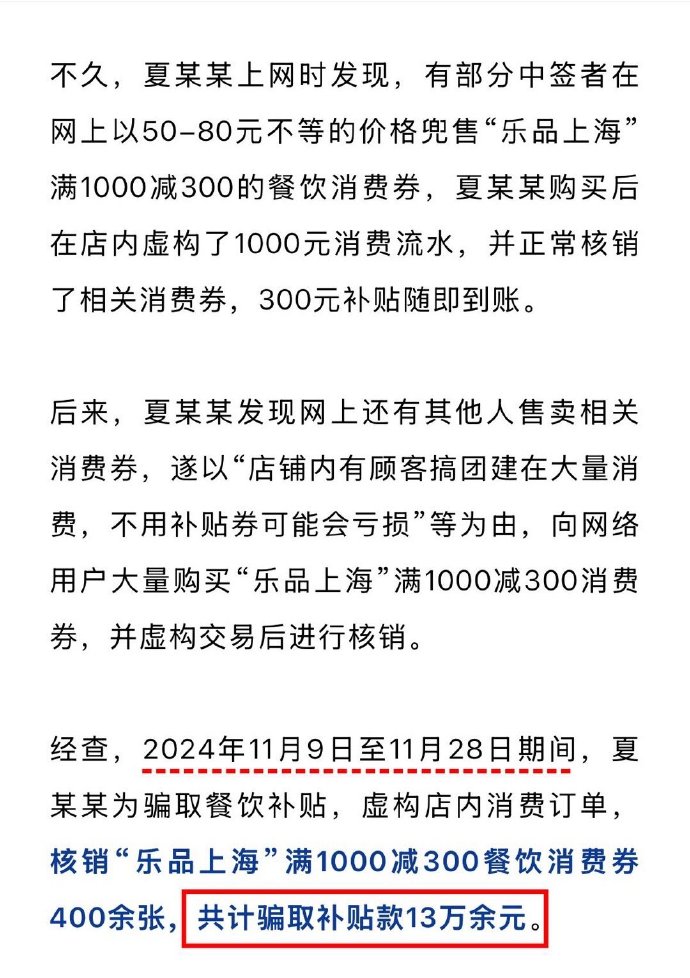 不久，夏某某上网时发现，有部分中签者在
网上以50-80元不等的价格兜售“乐品上海”
满1000减300的餐饮消费券，夏某某购买后
在店内虚构了1000元消费流水，并正常核销
了相关消费券，300元补贴随即到账。
后来，夏某某发现网上还有其他人售卖相关
消费券，遂以“店铺内有顾客搞团建在大量消
费，不用补贴券可能会亏损”等为由，向网络
用户大量购买“乐品上海”满1000减300消费
券，并虚构交易后进行核销。
经查，2024年11月9日至11月28日期间，夏
某某为骗取餐饮补贴，虚构店内消费订单，
核销“乐品上海”满1000减300餐饮消费券
400余张，共计骗取补贴款13万余元。